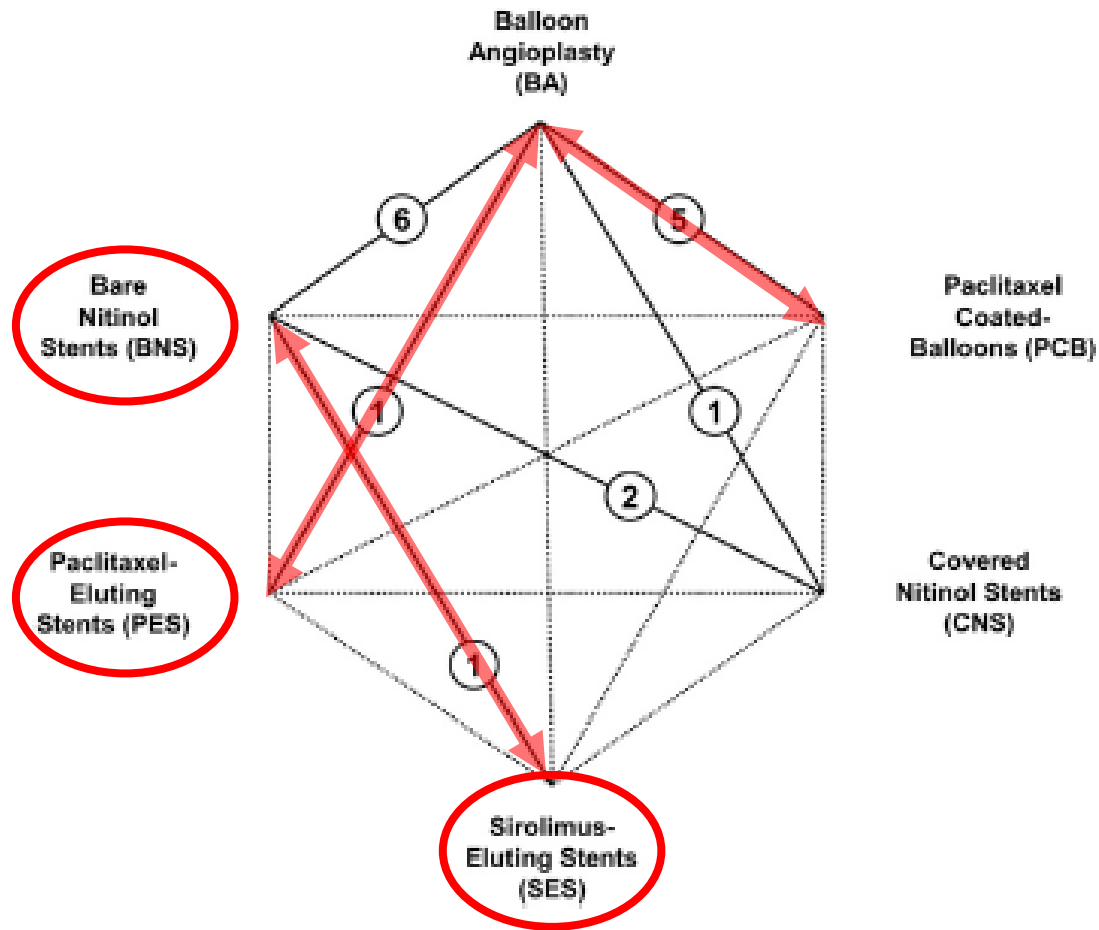 Balloon
Angioplasty
(BA)
6
5
Bare
Nitinol
Stents (BNS)
Paclitaxel
Coated-
Balloons (PCB)
1
1
2
Paclitaxel-
Eluting
Stents (PES)
Covered
Nitinol Stents
(CNS)
1
Sirolimus-
Eluting Stents
(SES)